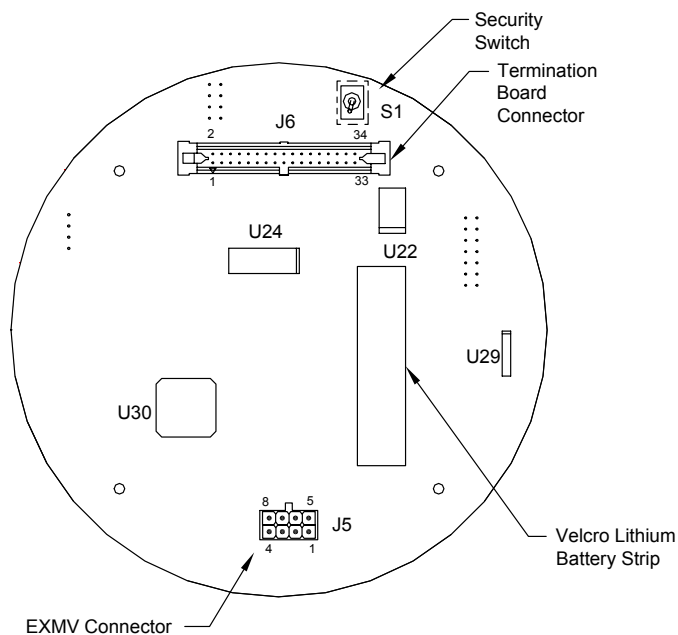 Security
Switch
Termination
Board
Connector
S1
J6
2
34
1
33
U24
U22
U29
U30
8
5
J5
4
1
Velcro Lithium
Battery Strip
EXMV Connector